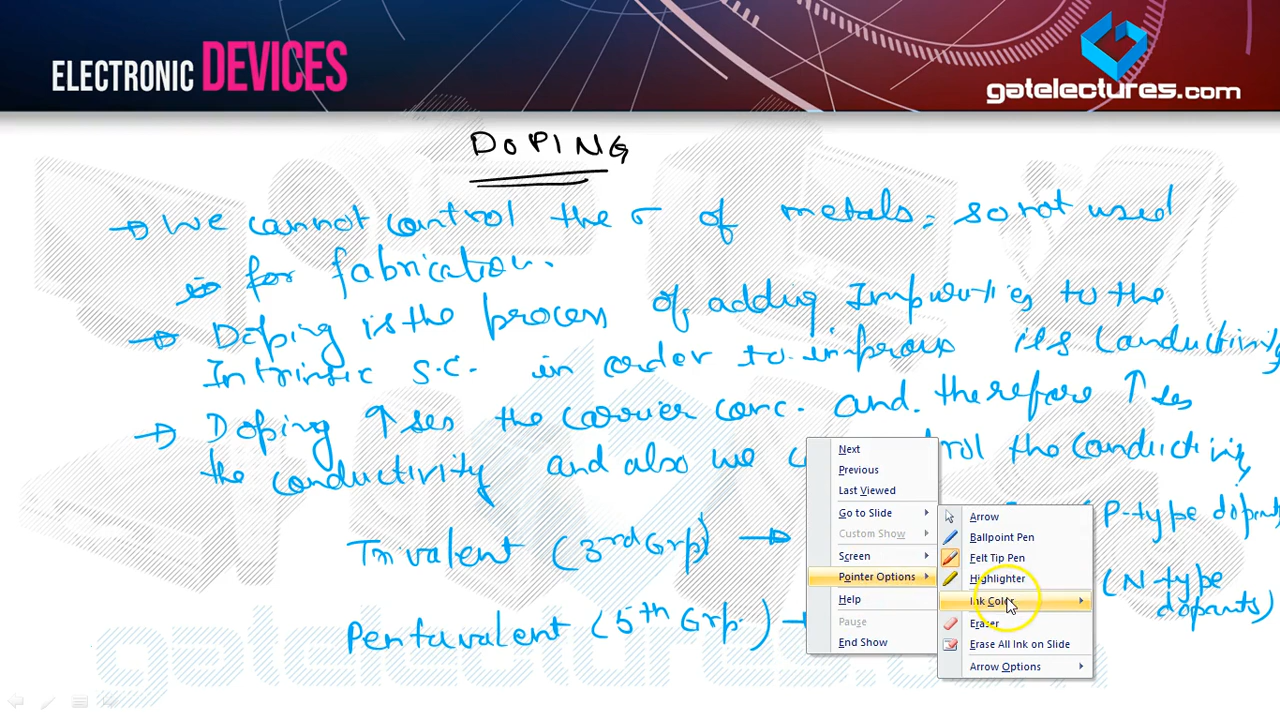 ELECTRONIC DEVICES
gatelectures.com
DOPING
→ We cannot control the σ of metals, so not used
for fabrication.
→ Doping is the process of adding Impurities to the
Intrinsic S.C. in order to improve its Conductivity
→ Doping ↑ses the carrier conc. and therefore ↑ses
the conductivity and also we control the conductivity
Trivalent (3rd Grp) → (P-type dopants
Pentavalent (5th Grp.) → (N-type
dopants)
Next
Previous
Last Viewed
Go to Slide
Custom Show
Screen
Pointer Options
Help
Pause
End Show
Arrow
Ballpoint Pen
Felt Tip Pen
Highlighter
Ink Color
Eraser
Erase All Ink on Slide
Arrow Options
gatelectures.com